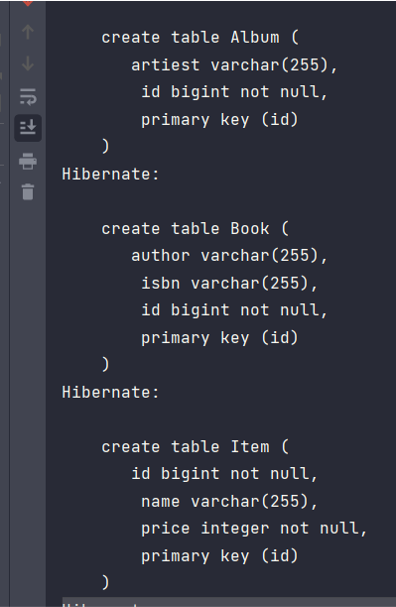 create table Album (
artiest varchar(255),
id bigint not null,
primary key (id)
)
Hibernate:
create table Book (
author varchar(255),
isbn varchar(255),
id bigint not null,
primary key (id)
)
Hibernate:
create table Item (
id bigint not null,
name varchar(255),
price integer not null,
primary key (id)
)